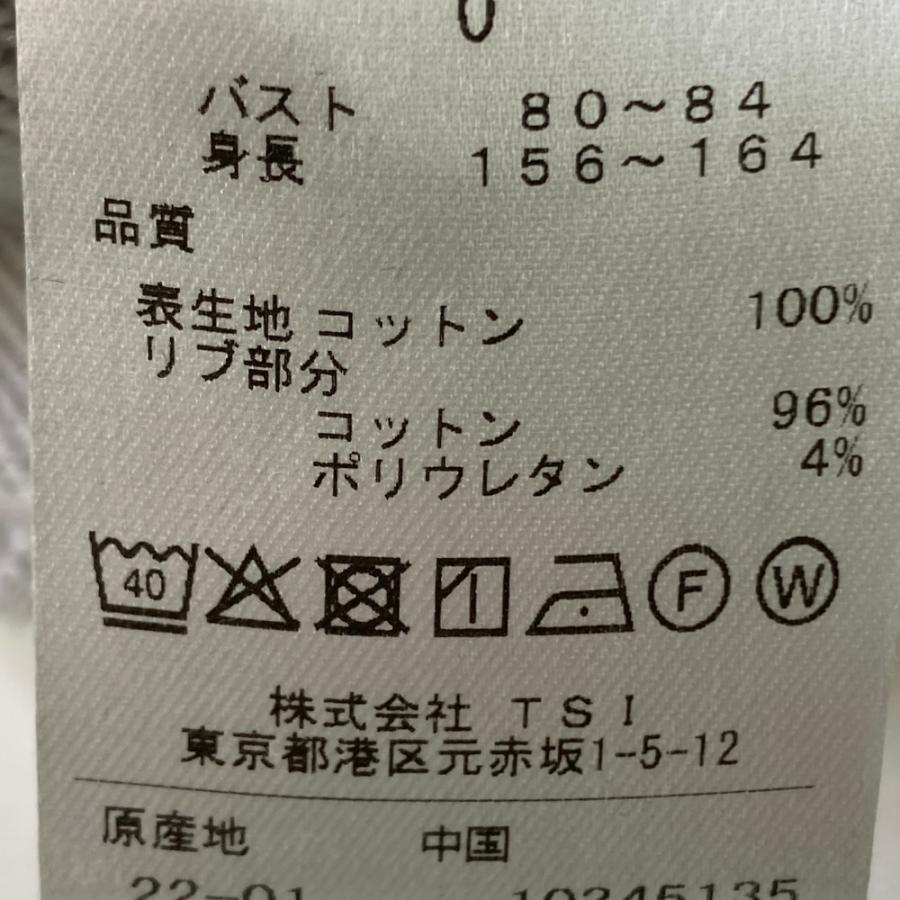 0
バスト 80～84
身長 156～164
品質
表生地 コットン 100%
リブ部分
コットン 96%
ポリウレタン 4%
40 F W
株式会社 TSI
東京都港区元赤坂1-5-12
原産地 中国
22-01 10245135